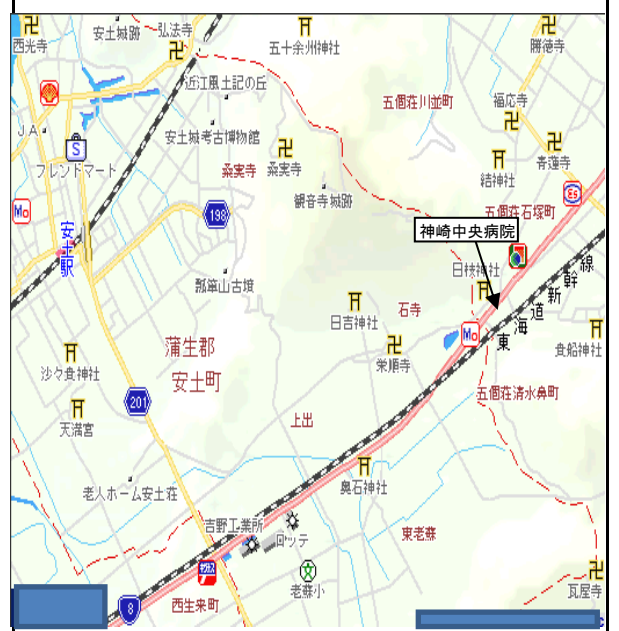 安土城跡
弘法寺
西光寺
五十余州神社
勝徳寺
近江風土記の丘
五個荘川並町
福応寺
JA
安土城考古博物館
フレンドマート
S
桑実寺
桑実寺
青蓮寺
結神社
観音寺城跡
Es
Mo
198
五個荘石塚町
安土駅
神崎中央病院
日枝神社
東海道新幹線
瓢箪山古墳
日吉神社
石寺
Mo
蒲生郡
安土町
栄順寺
貴船神社
沙々貴神社
201
五個荘清水鼻町
天満宮
上出
奥石神社
老人ホーム安土荘
吉野工業所
ロッテ
東老蘇
老蘇小
瓦屋寺
8
西生来町